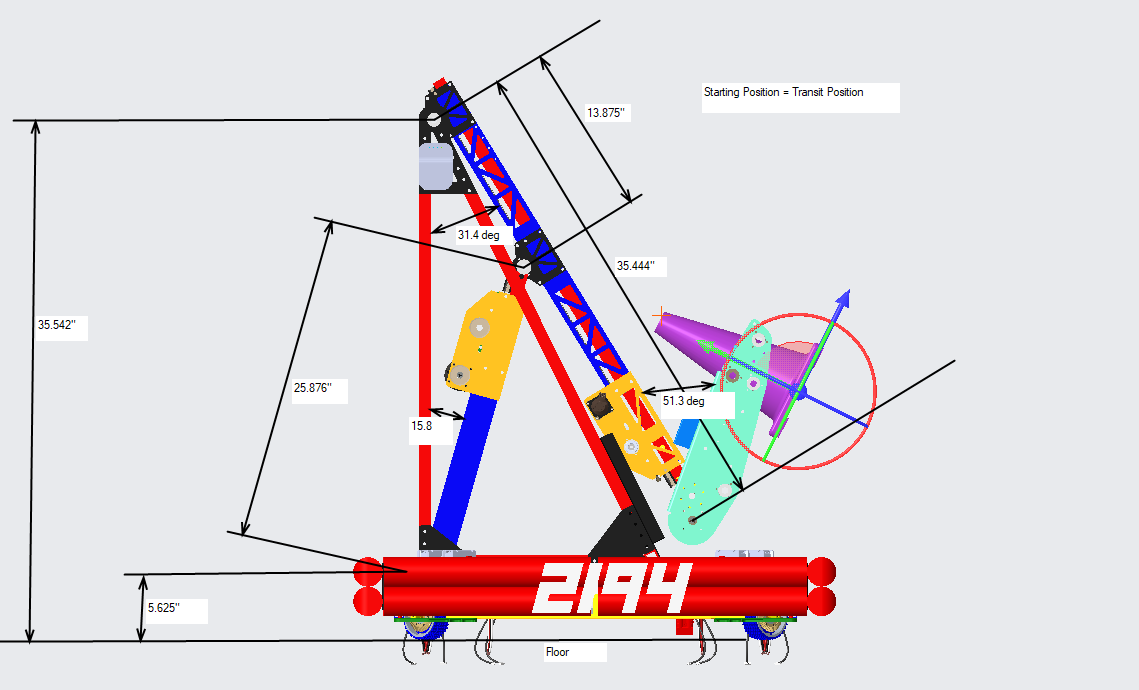 Starting Position = Transit Position
13.875"
31.4 deg
35.444"
35.542"
25.876"
51.3 deg
15.8
5.625"
2194
Floor